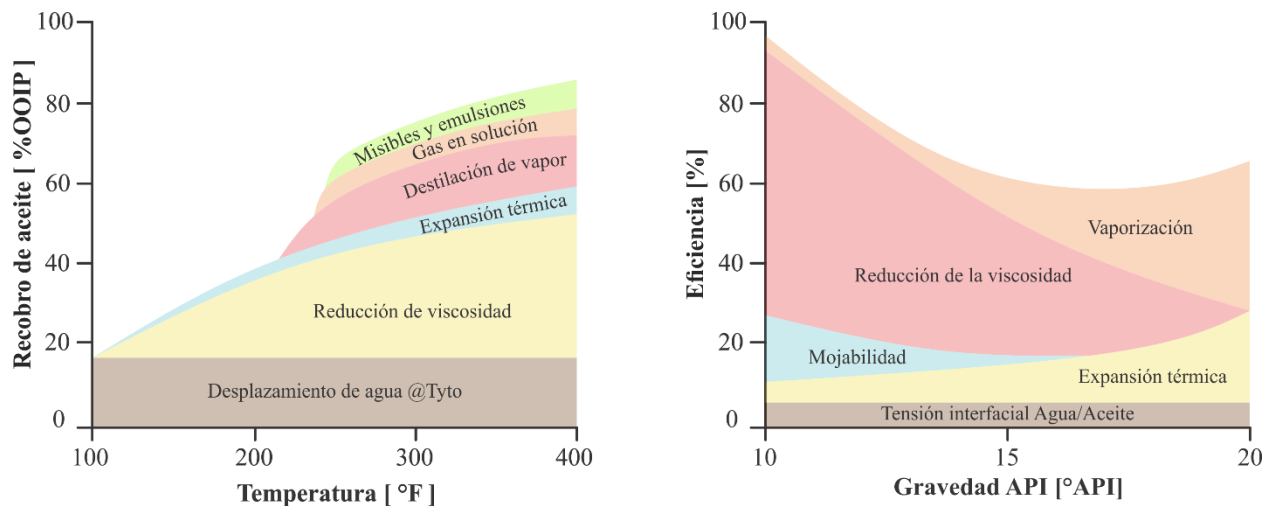 Recobro de aceite [ %OOIP]
100
80
60
40
20
0
Misibles y emulsiones
Gas en solución
Destilación de vapor
Expansión térmica
Reducción de viscosidad
Desplazamiento de agua @Tyto
100
200
300
400
Temperatura [ °F ]
Eficiencia [%]
100
80
60
40
20
0
Vaporización
Reducción de la viscosidad
Mojabilidad
Expansión térmica
Tensión interfacial Agua/Aceite
10
15
20
Gravedad API [°API]